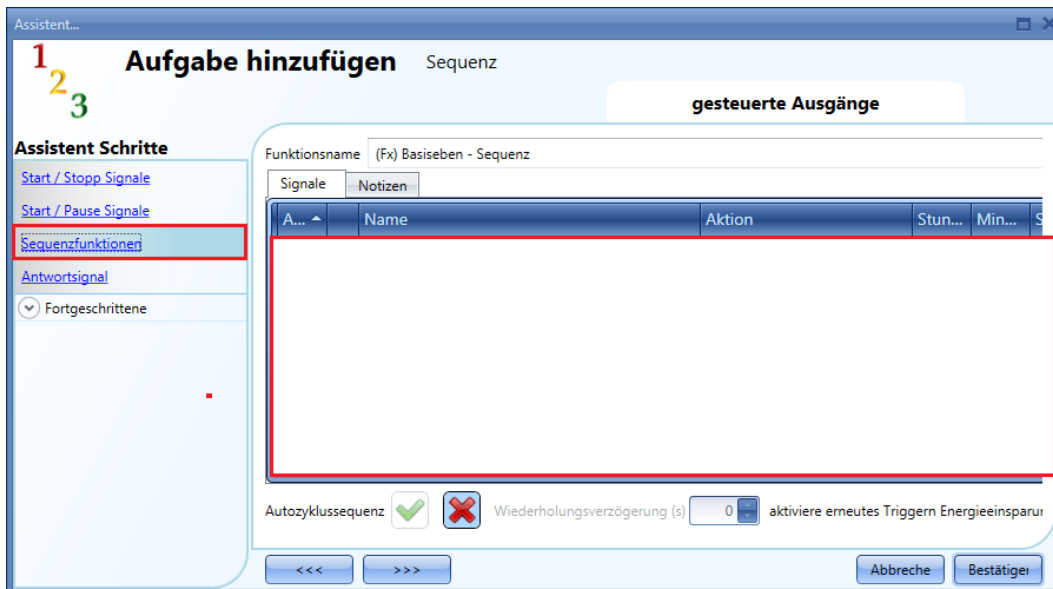 Assistent...
1 2 3
Aufgabe hinzufügen Sequenz
gesteuerte Ausgänge
Assistent Schritte
Start / Stopp Signale
Start / Pause Signale
Sequenzfunktionen
Antwortsignal
Fortgeschrittene
Funktionsname (Fx) Basiseben - Sequenz
Signale Notizen
A... Name Aktion Stun... Min... S
Autozyklussequenz Wiederholungsverzögerung (s) 0 aktiviere erneutes Triggern Energieeinsparu
<<< >>> Abbreche Bestätige